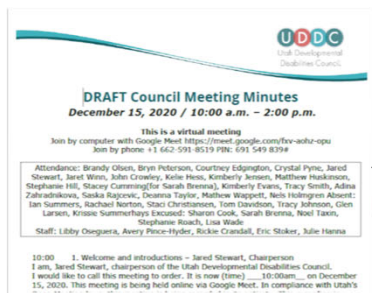 UDDC
Utah Developmental
Disabilities Council
DRAFT Council Meeting Minutes
December 15, 2020 / 10:00 a.m. – 2:00 p.m.
This is a virtual meeting
Join by computer with Google Meet https://meet.google.com/fxv-aohz-opu
Join by phone +1 662-591-8519 PIN: 691 549 839#
Attendance: Brandy Olsen, Bryn Peterson, Courtney Edgington, Crystal Pyne, Jared
Stewart, Jaret Winn, John Crowley, Kelie Hess, Kimberly Jensen, Matthew Huskinson,
Stephanie Hill, Stacey Cumming(for Sarah Brenna), Kimberly Evans, Tracy Smith, Adina
Zahradnikova, Saska Rajcevic, Deanna Taylor, Mathew Wappett, Nels Holmgren Absent:
Ian Summers, Rachael Norton, Staci Christiansen, Tom Davidson, Tracy Johnson, Glen
Larsen, Krissie Summerhays Excused: Sharon Cook, Sarah Brenna, Noel Taxin,
Stephanie Roach, Lisa Wade
Staff: Libby Oseguera, Avery Pince-Hyder, Rickie Crandall, Eric Stoker, Julie Hanna
10:00 1. Welcome and introductions – Jared Stewart, Chairperson
I am, Jared Stewart, chairperson of the Utah Developmental Disabilities Council.
I would like to call this meeting to order. It is now (time) ___10:00am___ on December
15, 2020. This meeting is being held online via Google Meet. In compliance with Utah's